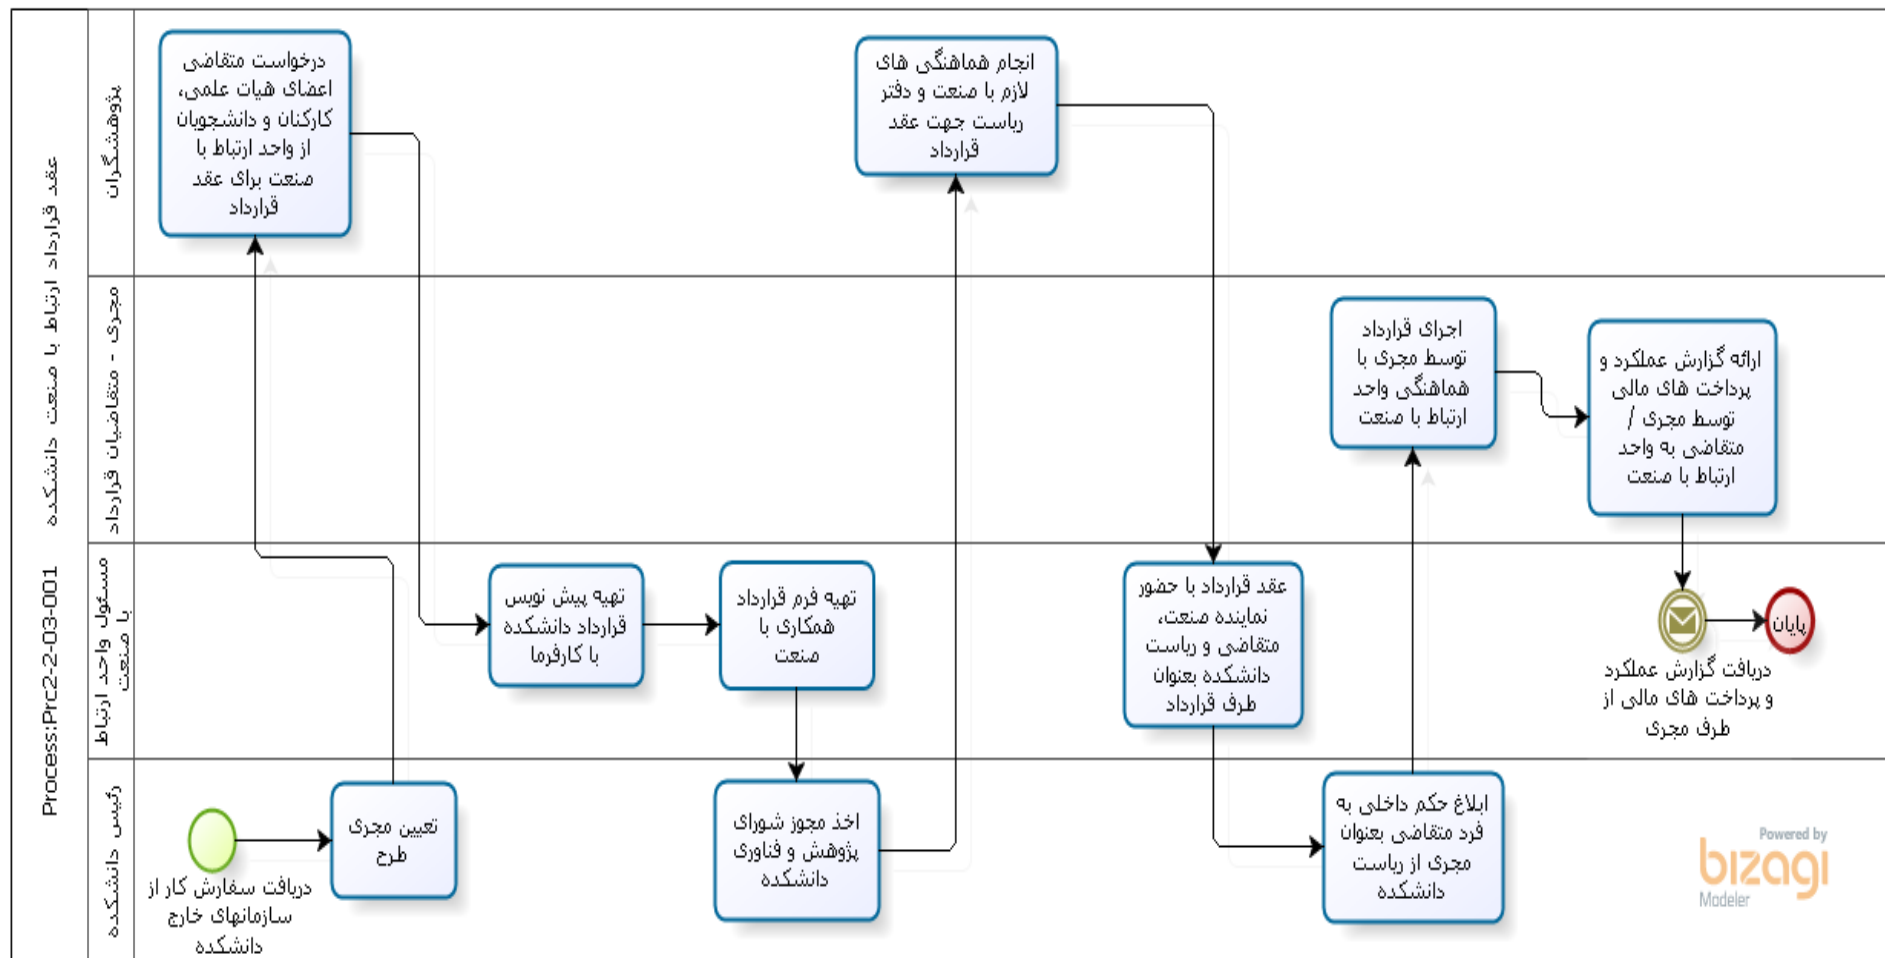 عقد قرارداد ارتباط با صنعت دانشکده
Process:Prc2-2-03-001
پژوهشگران
درخواست متقاضی
اعضای هیات علمی،
کارکنان و دانشجویان
از واحد ارتباط با
صنعت برای عقد
قرارداد
انجام هماهنگی های
لازم با صنعت و دفتر
ریاست جهت عقد
قرارداد
مجری - متقاضیان قرارداد
اجرای قرارداد
توسط مجری با
هماهنگی واحد
ارتباط با صنعت
ارائه گزارش عملکرد و
پرداخت های مالی
توسط مجری /
متقاضی به واحد
ارتباط با صنعت
مسئول واحد ارتباط
با صنعت
تهیه پیش نویس
قرارداد دانشکده
با کارفرما
تهیه فرم قرارداد
همکاری با
صنعت
عقد قرارداد با حضور
نماینده صنعت،
متقاضی و ریاست
دانشکده بعنوان
طرف قرارداد
دریافت گزارش عملکرد
و پرداخت های مالی از
طرف مجری
پایان
رئیس دانشکده
دریافت سفارش کار از
سازمانهای خارج
دانشکده
تعیین مجری
طرح
اخذ مجوز شورای
پژوهش و فناوری
دانشکده
ابلاغ حکم داخلی به
فرد متقاضی بعنوان
مجری از ریاست
دانشکده
Powered by
bizagi
Modeler